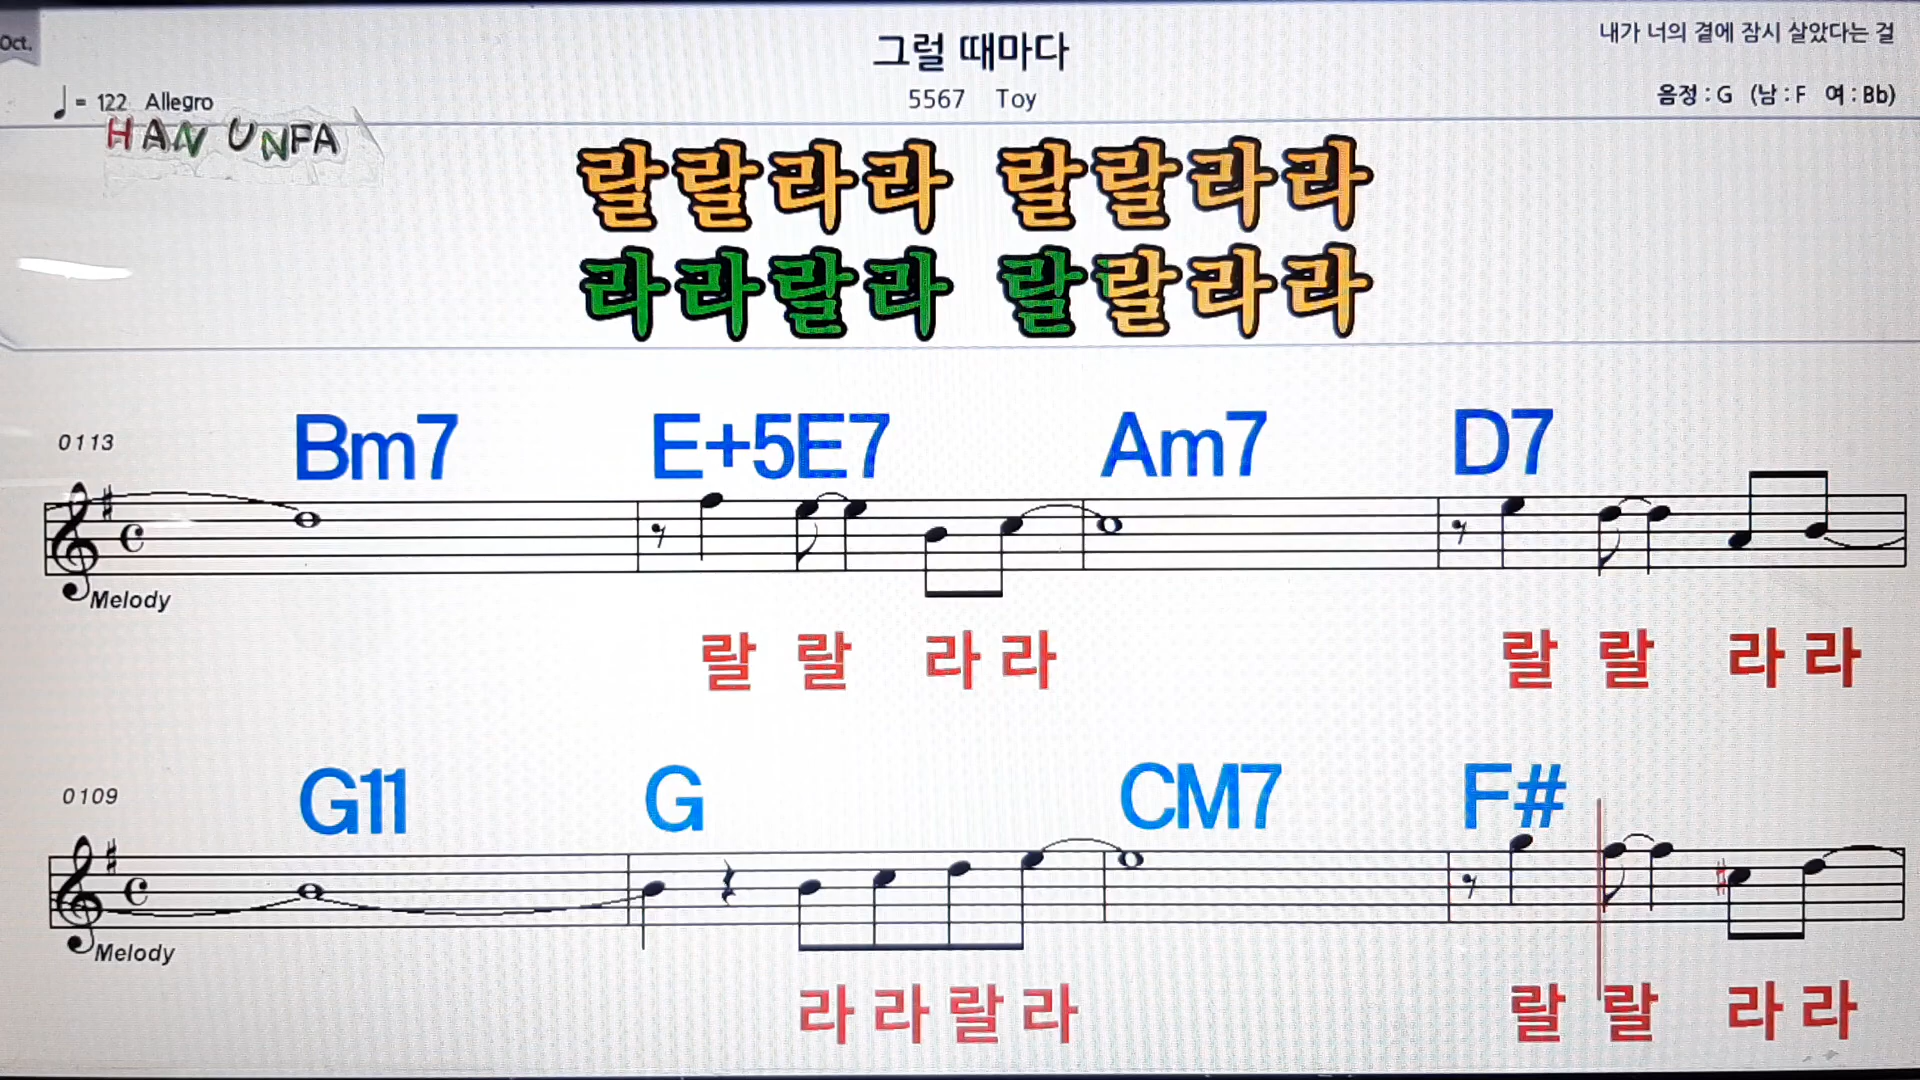 Oct.
그럴 때마다
내가 너의 곁에 잠시 살았다는 걸
♩ = 122 Allegro
5567 Toy
음정 : G (남 : F 여 : Bb)
HAN UNFA
랄랄라라 랄랄라라
라라랄라 랄랄라라
0113
Bm7 E+5E7 Am7 D7
Melody
랄 랄 라 라 랄 랄 라 라
0109
G11 G CM7 F#
Melody
라 라 랄 라 랄 랄 라 라